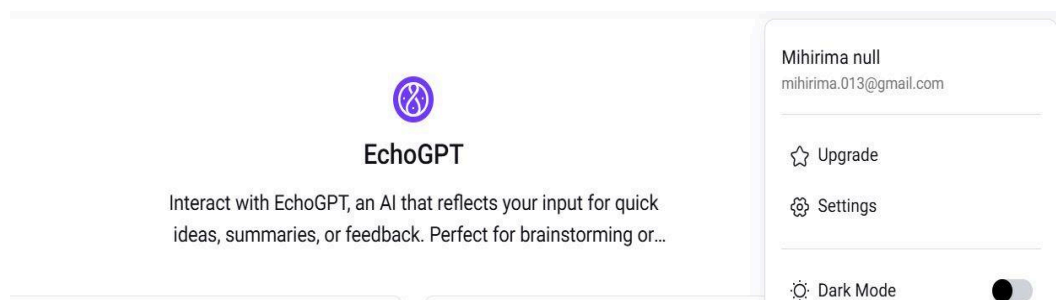 EchoGPT
Interact with EchoGPT, an AI that reflects your input for quick
ideas, summaries, or feedback. Perfect for brainstorming or...
Mihirima null
mihirima.013@gmail.com
Upgrade
Settings
Dark Mode